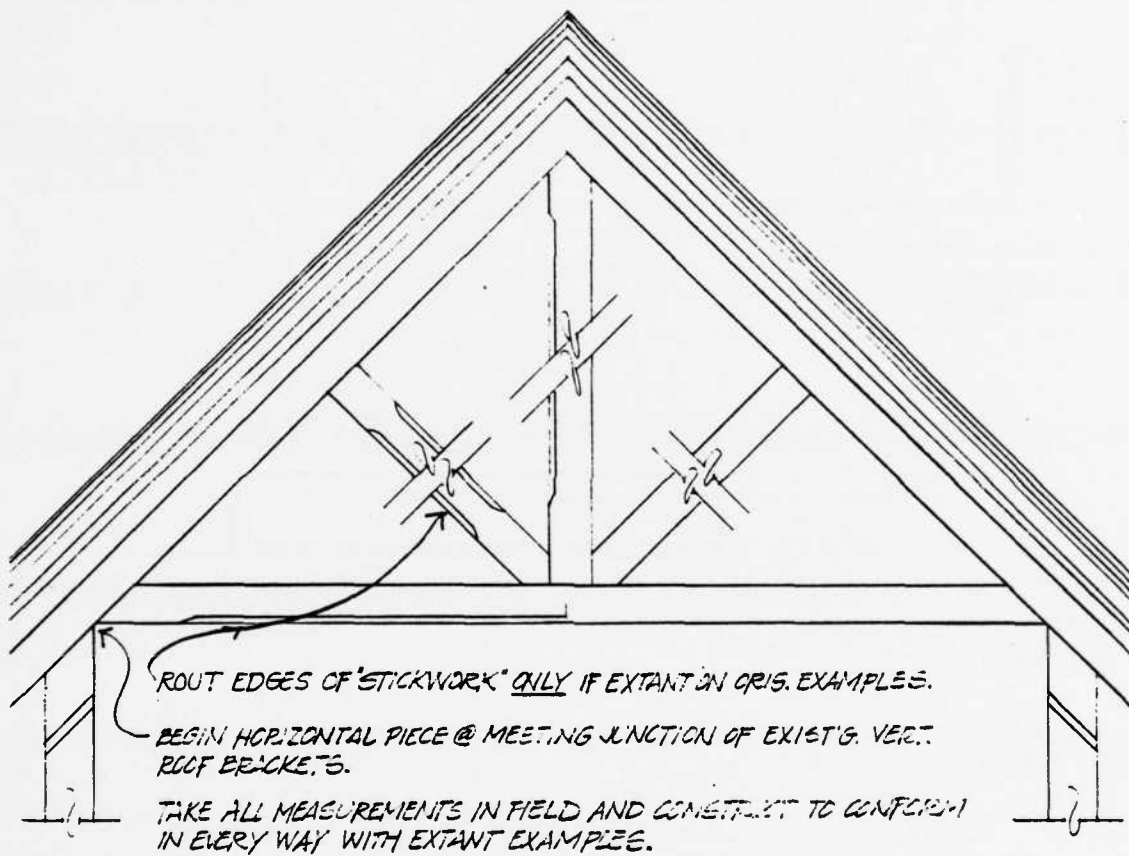 ROUT EDGES OF "STICKWORK" ONLY IF EXTANT ON ORIG. EXAMPLES.
BEGIN HORIZONTAL PIECE @ MEETING JUNCTION OF EXIST'G. VERT.
ROOF BRACKETS.
TAKE ALL MEASUREMENTS IN FIELD AND CONSTRUCT TO CONFORM
IN EVERY WAY WITH EXTANT EXAMPLES.